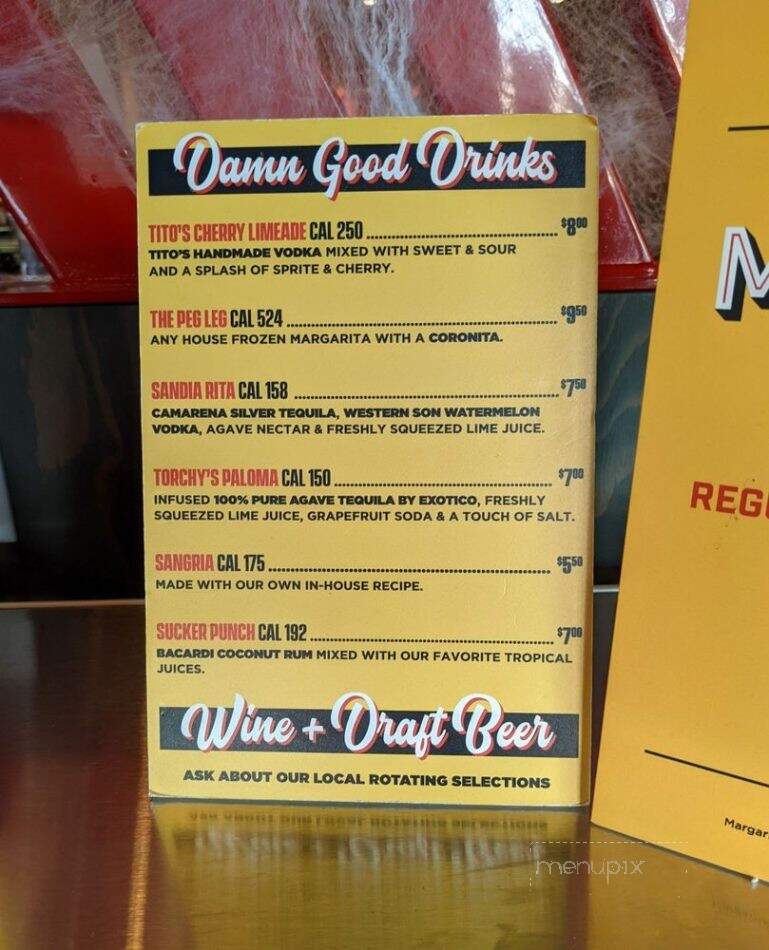 Damn Good Drinks
TITO'S CHERRY LIMEADE CAL 250 ........ $8.00
TITO'S HANDMADE VODKA MIXED WITH SWEET & SOUR
AND A SPLASH OF SPRITE & CHERRY.
THE PEG LEG CAL 524 ........ $9.50
ANY HOUSE FROZEN MARGARITA WITH A CORONITA.
SANDIA RITA CAL 158 ........ $7.50
CAMARENA SILVER TEQUILA, WESTERN SON WATERMELON
VODKA, AGAVE NECTAR & FRESHLY SQUEEZED LIME JUICE.
TORCHY'S PALOMA CAL 150 ........ $7.00
INFUSED 100% PURE AGAVE TEQUILA BY EXOTICO, FRESHLY
SQUEEZED LIME JUICE, GRAPEFRUIT SODA & A TOUCH OF SALT.
SANGRIA CAL 175 ........ $5.50
MADE WITH OUR OWN IN-HOUSE RECIPE.
SUCKER PUNCH CAL 192 ........ $7.00
BACARDI COCONUT RUM MIXED WITH OUR FAVORITE TROPICAL
JUICES.
Wine + Draft Beer
ASK ABOUT OUR LOCAL ROTATING SELECTIONS
M
REG
Margar
menupix